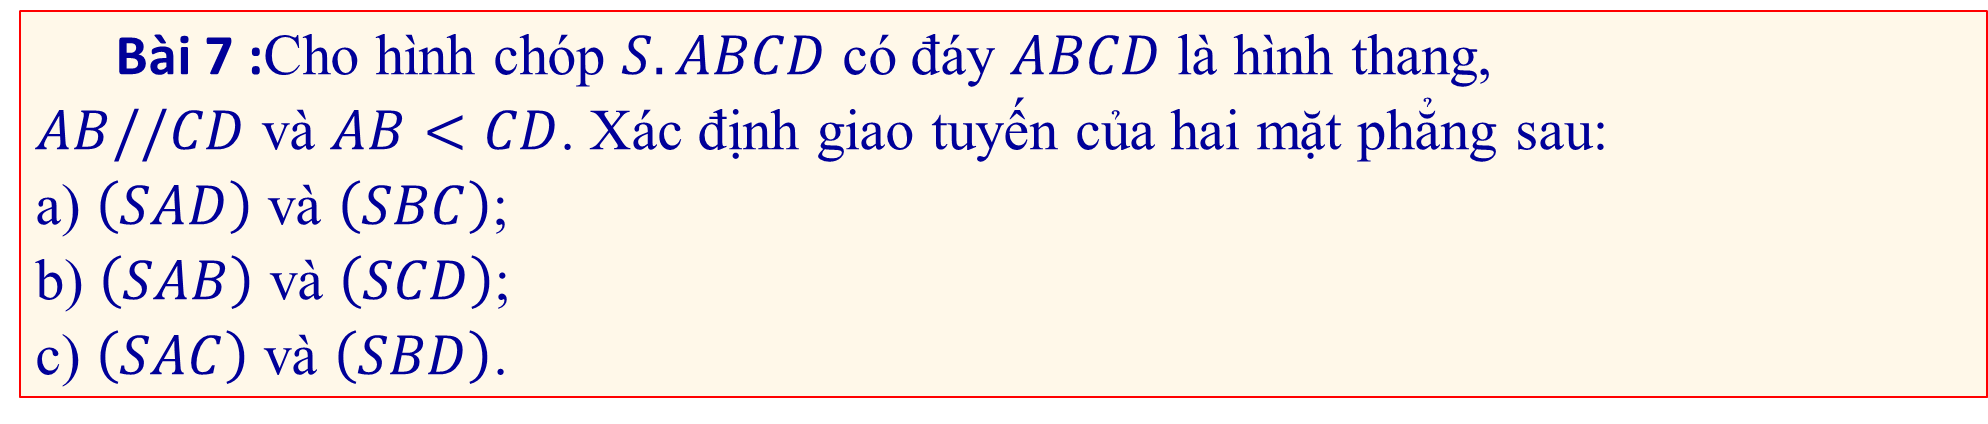 Bài 7 :Cho hình chóp S.ABCD có đáy ABCD là hình thang,
AB//CD và AB < CD. Xác định giao tuyến của hai mặt phẳng sau:
a) (SAD) và (SBC);
b) (SAB) và (SCD);
c) (SAC) và (SBD).